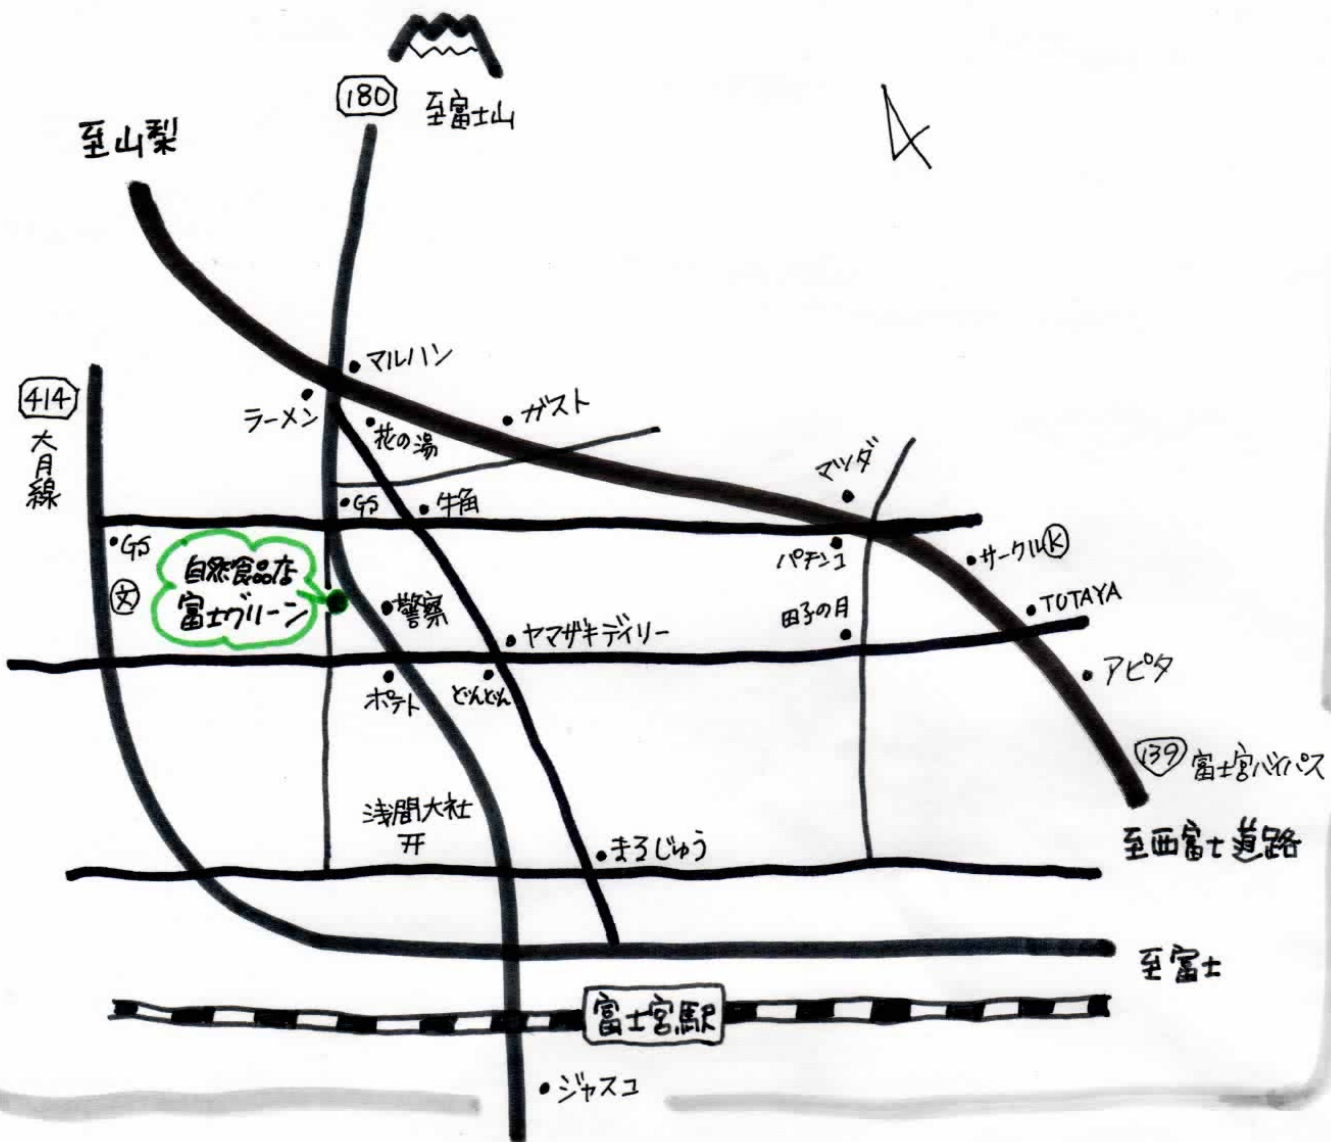 180
至富士山
至山梨
マルハン
414
大月線
ラーメン
花の湯
ガスト
マツダ
GS
牛角
GS
パチンコ
サークルK
自然食品店
富士グリーン
文
警察
田子の月
TOTAYA
ヤマザキデイリー
ポテト
どんどん
アピタ
139
富士宮バイパス
浅間大社
まるじゅう
至西富士道路
至富士
富士宮駅
ジャスコ